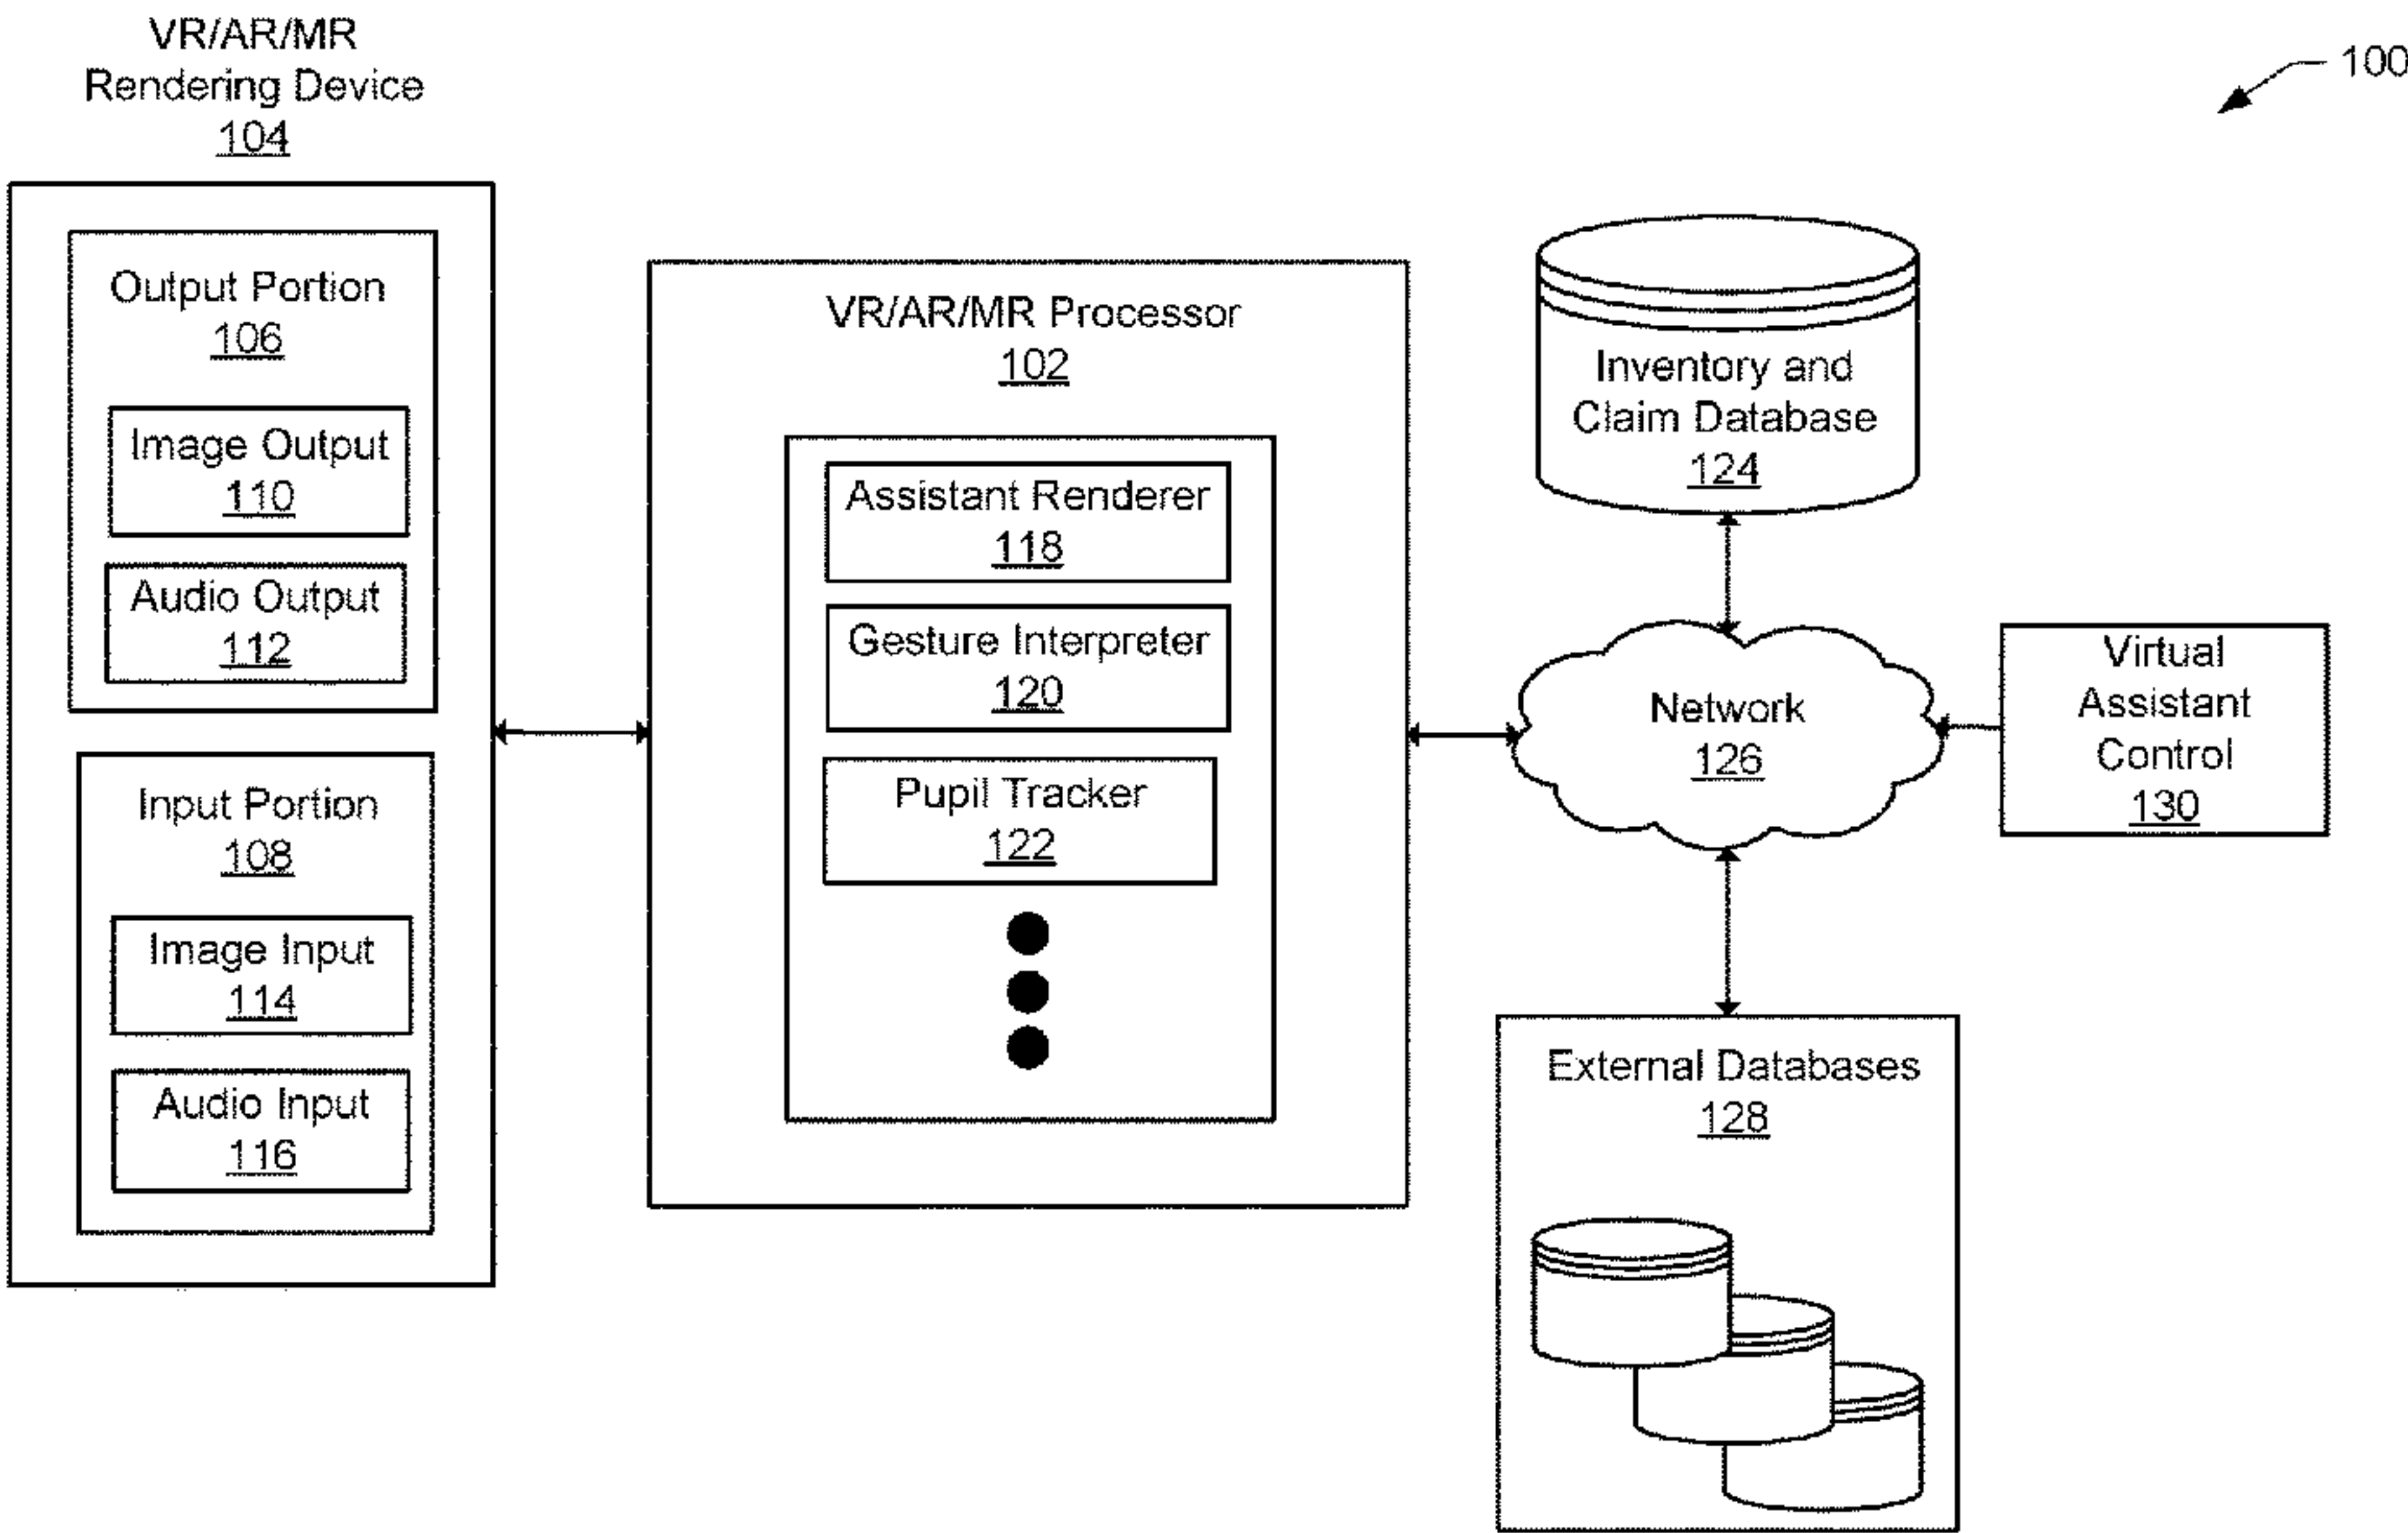 VR/AR/MR
Rendering Device
104
100
Output Portion
106
Image Output
110
Audio Output
112
Input Portion
108
Image Input
114
Audio Input
116
VR/AR/MR Processor
102
Assistant Renderer
118
Gesture Interpreter
120
Pupil Tracker
122
Inventory and
Claim Database
124
Network
126
Virtual
Assistant
Control
130
External Databases
128